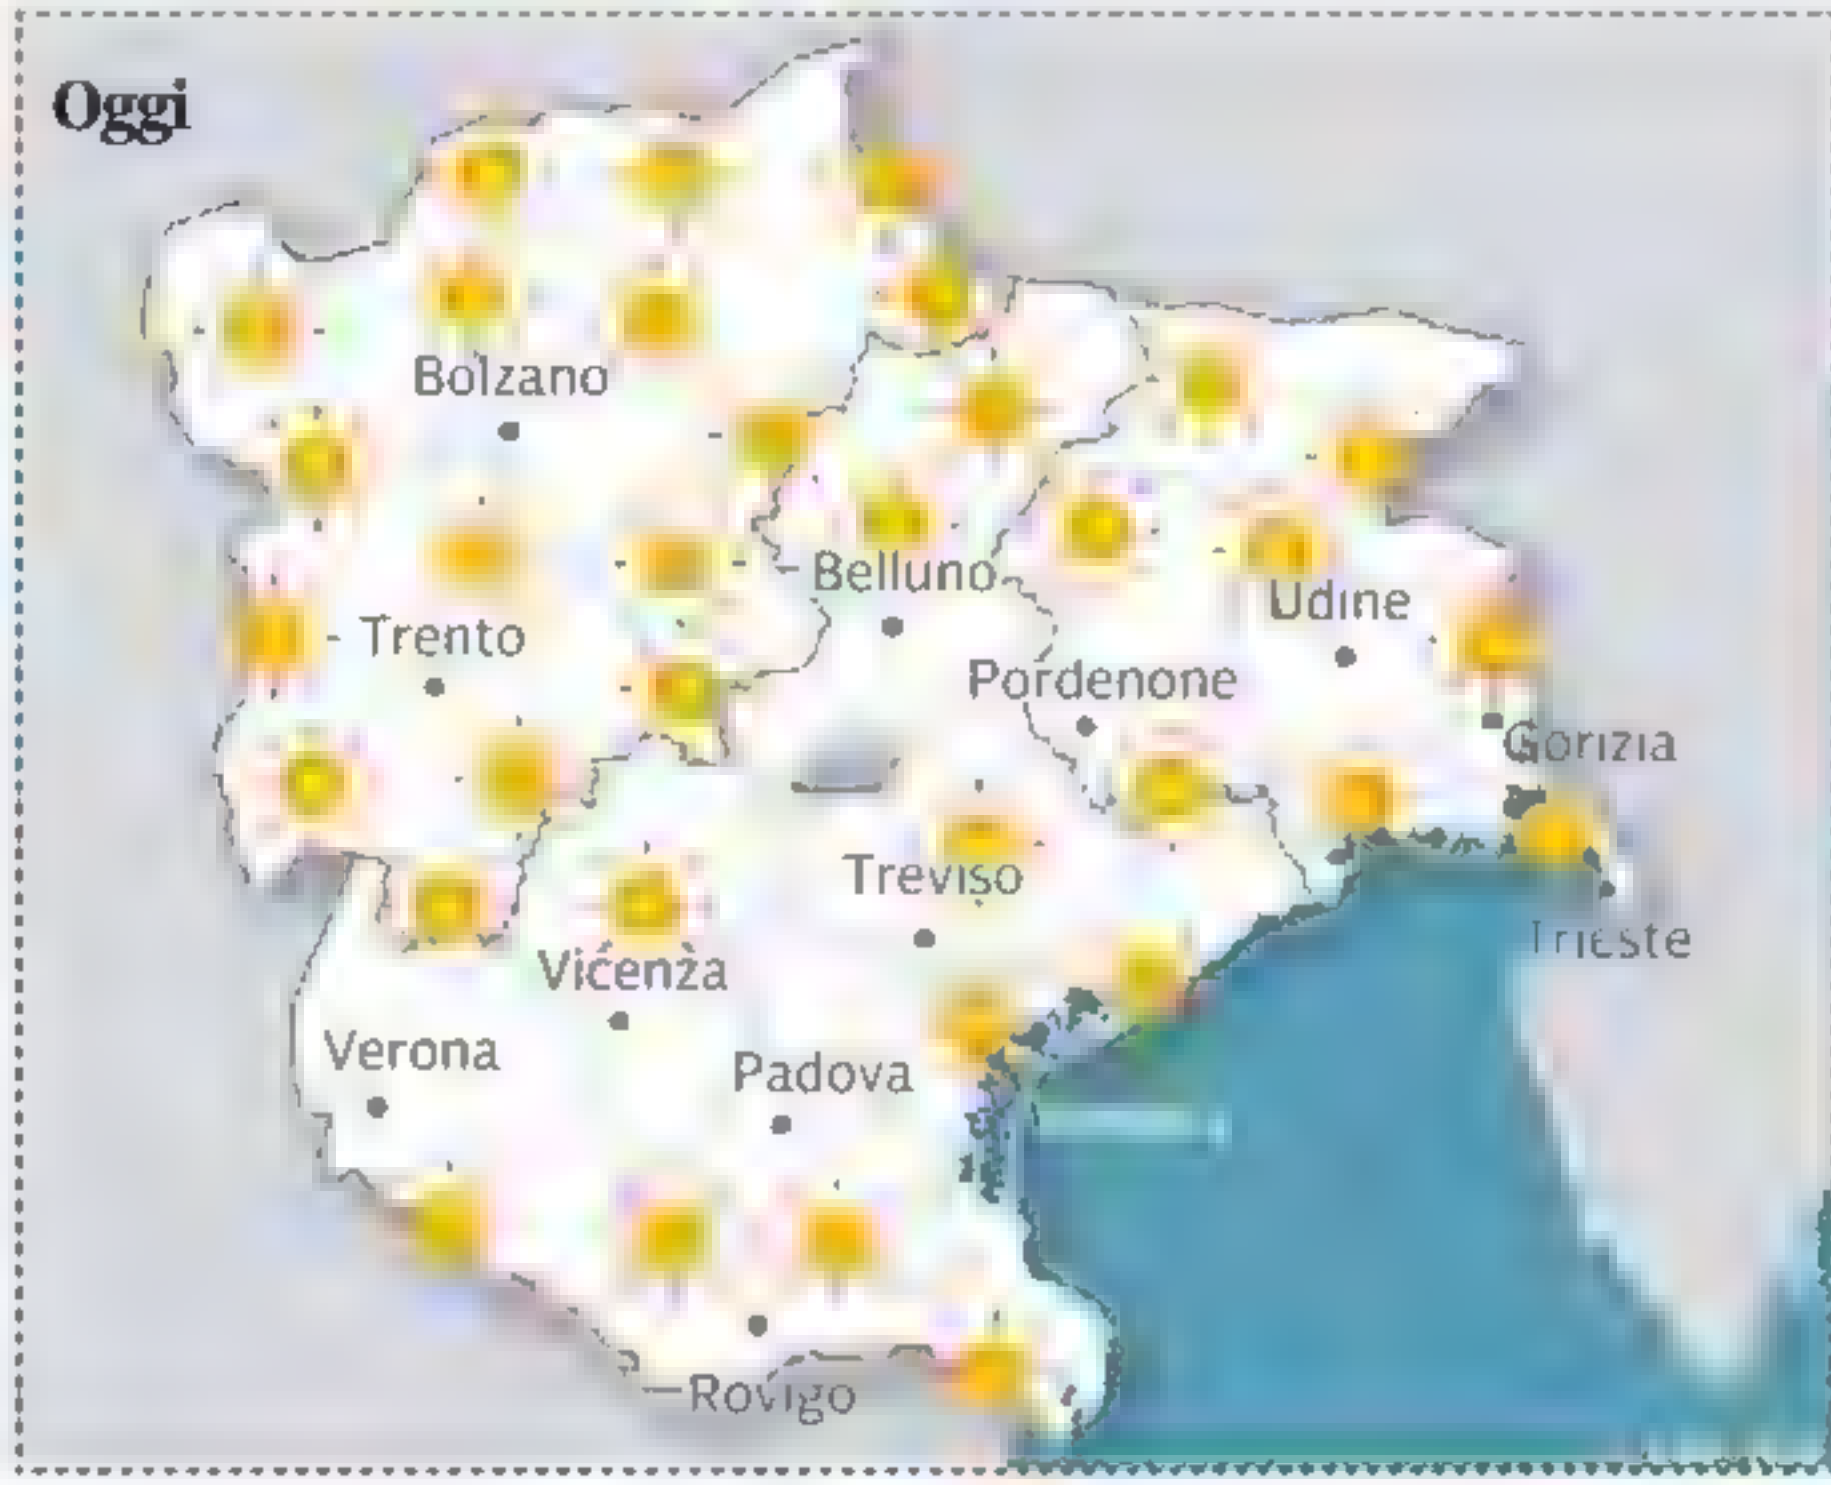 Oggi
Bolzano
Belluno
Udine
Trento
Pordenone
Gorizia
Treviso
Trieste
Vicenza
Verona
Padova
Rovigo